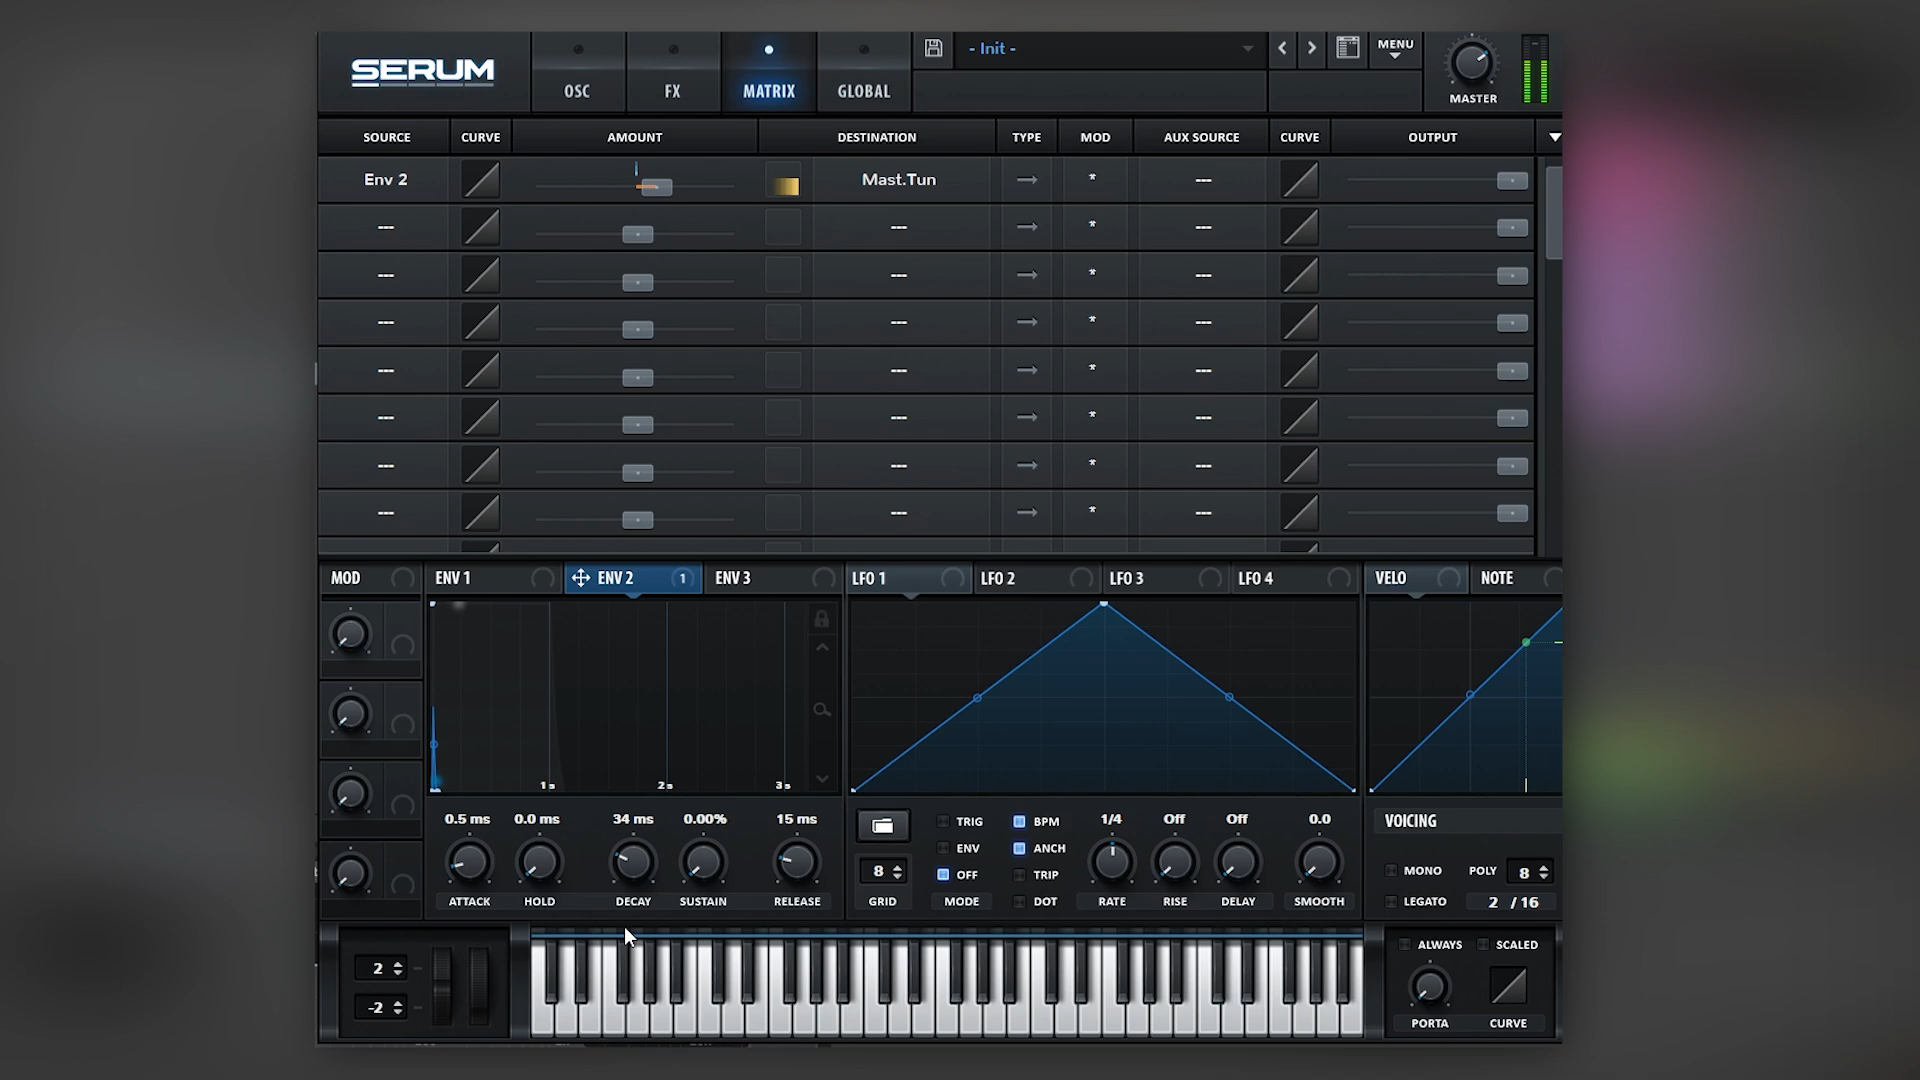 SERUM
OSC FX MATRIX GLOBAL
- Init -
MENU
MASTER
SOURCE CURVE AMOUNT DESTINATION TYPE MOD AUX SOURCE CURVE OUTPUT
Env 2 Mast.Tun * ---
--- --- * ---
--- --- * ---
--- --- * ---
--- --- * ---
--- --- * ---
--- --- * ---
--- --- * ---
MOD ENV 1 ENV 2 1 ENV 3 LFO 1 LFO 2 LFO 3 LFO 4 VELO NOTE
1s 2s 3s
0.5 ms 0.0 ms 34 ms 0.00% 15 ms
ATTACK HOLD DECAY SUSTAIN RELEASE
8
GRID
TRIG BPM
ENV ANCH
OFF TRIP
MODE DOT
1/4 Off Off 0.0
RATE RISE DELAY SMOOTH
VOICING
MONO POLY 8
LEGATO 2 / 16
2
-2
ALWAYS SCALED
PORTA CURVE